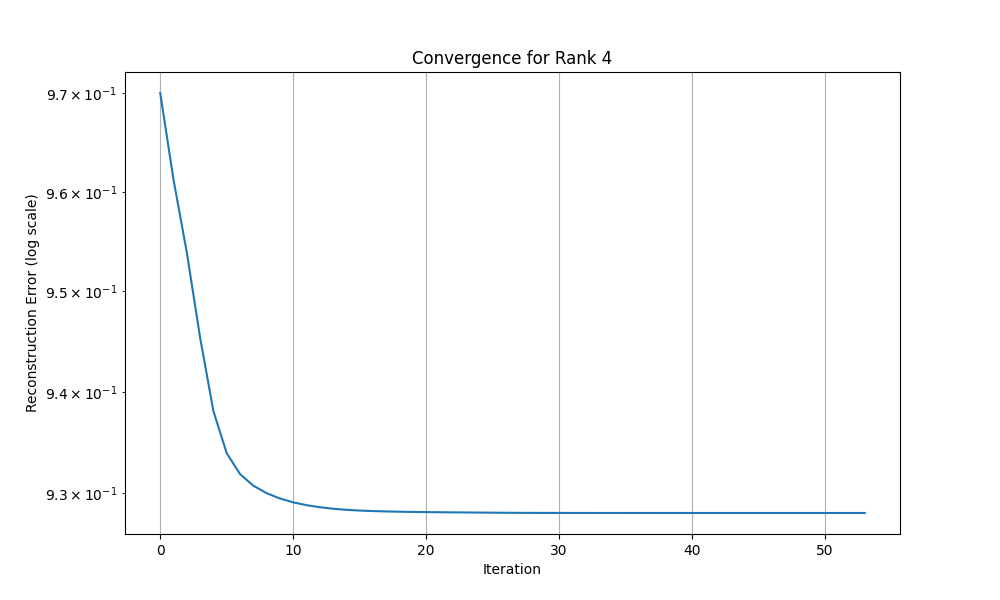 Convergence for Rank 4
Reconstruction Error (log scale)
9.7 × 10⁻¹
9.6 × 10⁻¹
9.5 × 10⁻¹
9.4 × 10⁻¹
9.3 × 10⁻¹
0 10 20 30 40 50
Iteration